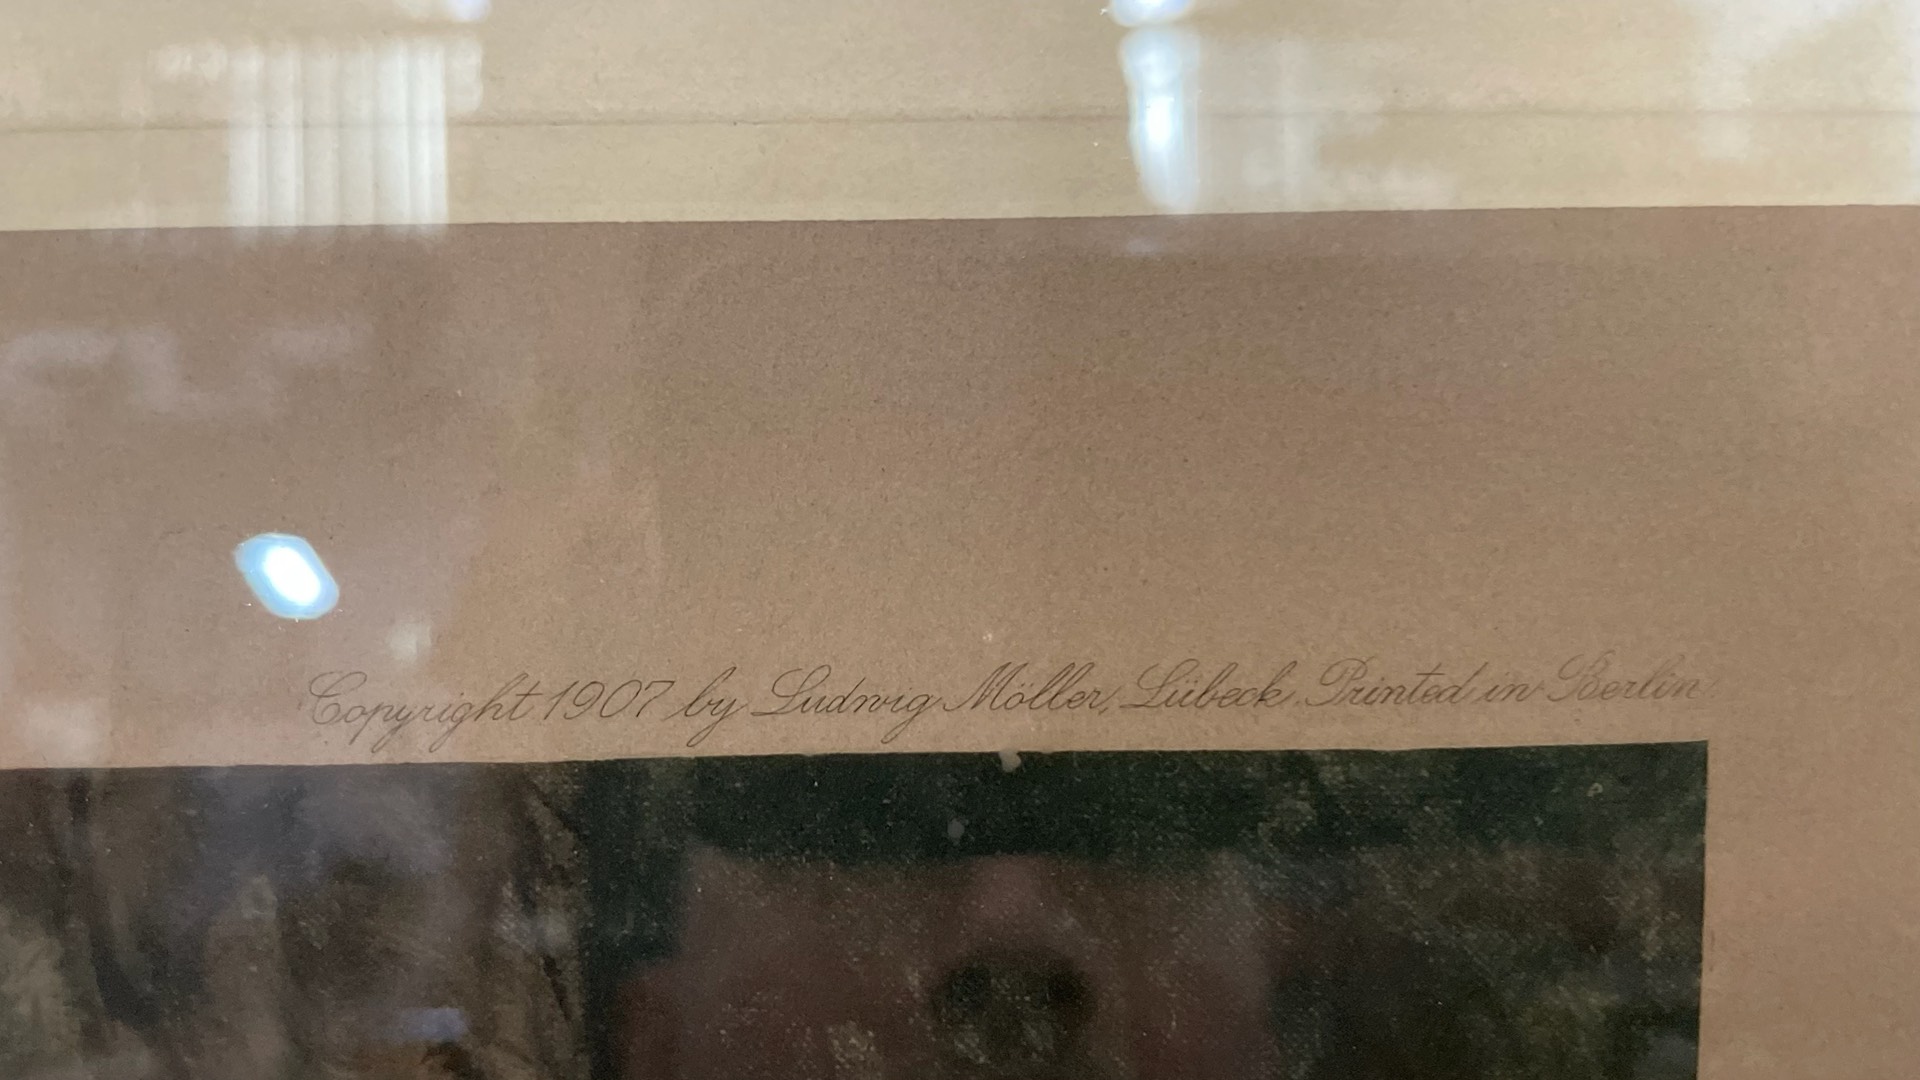 Copyright 1907 by Ludwig Möller, Lübeck. Printed in Berlin